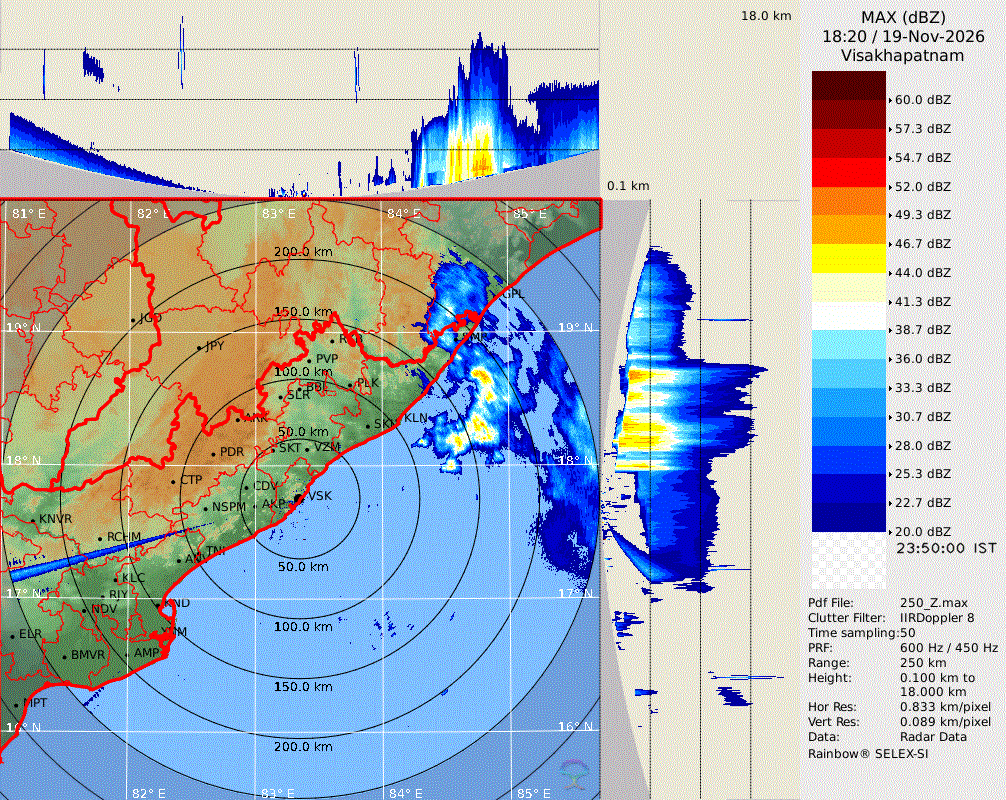 18.0 km
MAX (dBZ)
18:20 / 19-Nov-2026
Visakhapatnam
60.0 dBZ
57.3 dBZ
54.7 dBZ
52.0 dBZ
49.3 dBZ
46.7 dBZ
44.0 dBZ
41.3 dBZ
38.7 dBZ
36.0 dBZ
33.3 dBZ
30.7 dBZ
28.0 dBZ
25.3 dBZ
22.7 dBZ
20.0 dBZ
23:50:00 IST
0.1 km
81° E
82° E
83° E
84° E
85° E
200.0 km
GPL
150.0 km
JGD
19° N
19° N
JPY
PVP
100.0 km
PLK
BBL
SLR
KLN
ARK
SKM
50.0 km
SKT
VZM
PDR
18° N
18° N
CTP
CDV
VSK
NSPM
AKP
KNVR
RCHM
TNI
50.0 km
KLC
RJY
17° N
17° N
NDV
KND
100.0 km
ELR
BMVR
AMP
150.0 km
MPT
16° N
16° N
200.0 km
82° E
83° E
84° E
85° E
Pdf File: 250_Z.max
Clutter Filter: IIRDoppler 8
Time sampling:50
PRF: 600 Hz / 450 Hz
Range: 250 km
Height: 0.100 km to
18.000 km
Hor Res: 0.833 km/pixel
Vert Res: 0.089 km/pixel
Data: Radar Data
Rainbow® SELEX-SI